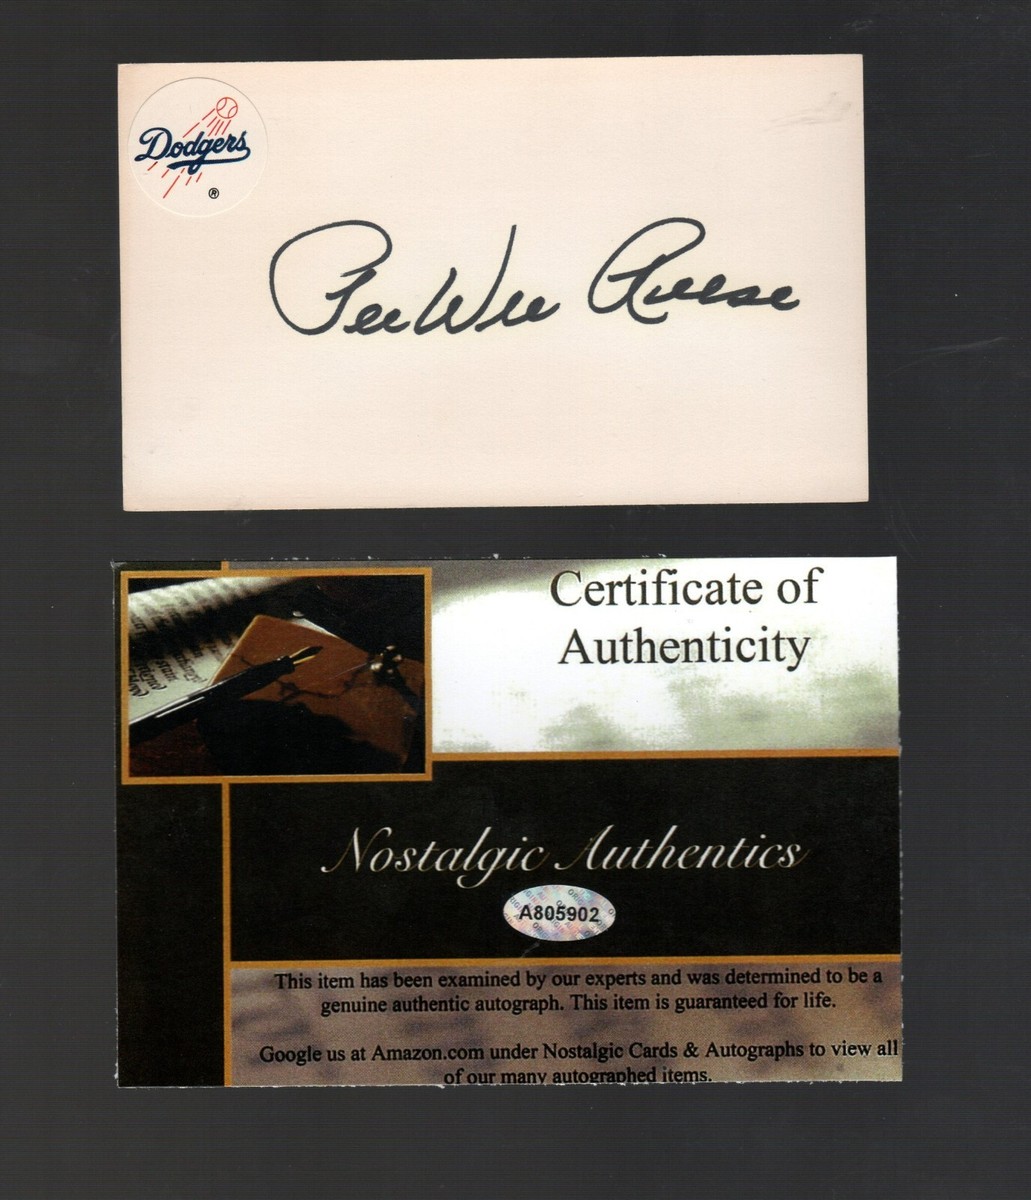 Dodgers
®
PeeWee Reese
Certificate of
Authenticity
Nostalgic Authentics
A805902
This item has been examined by our experts and was determined to be a
genuine authentic autograph. This item is guaranteed for life.
Google us at Amazon.com under Nostalgic Cards & Autographs to view all
of our many autographed items.